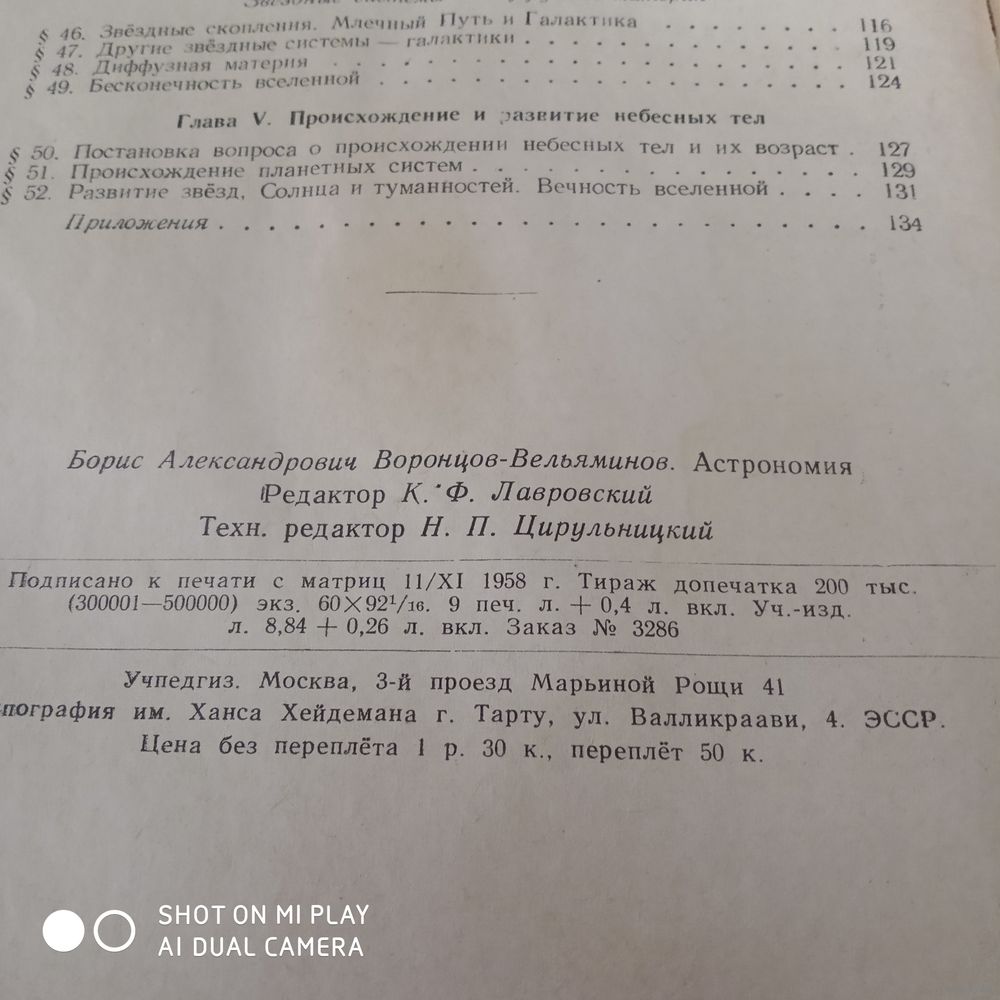 § 46. Звёздные скопления. Млечный Путь и Галактика . . . . . . . 116
§ 47. Другие звёздные системы — галактики . . . . . . . . . . . . 119
§ 48. Диффузная материя . . . . . . . . . . . . . . . . . . 121
§ 49. Бесконечность вселенной . . . . . . . . . . . . . . . . 124
Глава V. Происхождение и развитие небесных тел
§ 50. Постановка вопроса о происхождении небесных тел и их возраст . 127
§ 51. Происхождение планетных систем . . . . . . . . . . . . . . 129
§ 52. Развитие звёзд, Солнца и туманностей. Вечность вселенной . . . . 131
Приложения . . . . . . . . . . . . . . . . . . . . . . 134
Борис Александрович Воронцов-Вельяминов. Астрономия
Редактор К. Ф. Лавровский
Техн. редактор Н. П. Цирульницкий
Подписано к печати с матриц 11/XI 1958 г. Тираж допечатка 200 тыс.
(300001—500000) экз. 60×92¹/₁₆. 9 печ. л. + 0,4 л. вкл. Уч.-изд.
л. 8,84 + 0,26 л. вкл. Заказ № 3286
Учпедгиз. Москва, 3-й проезд Марьиной Рощи 41
пография им. Ханса Хейдемана г. Тарту, ул. Валликраави, 4. ЭССР.
Цена без переплёта 1 р. 30 к., переплёт 50 к.
SHOT ON MI PLAY
AI DUAL CAMERA